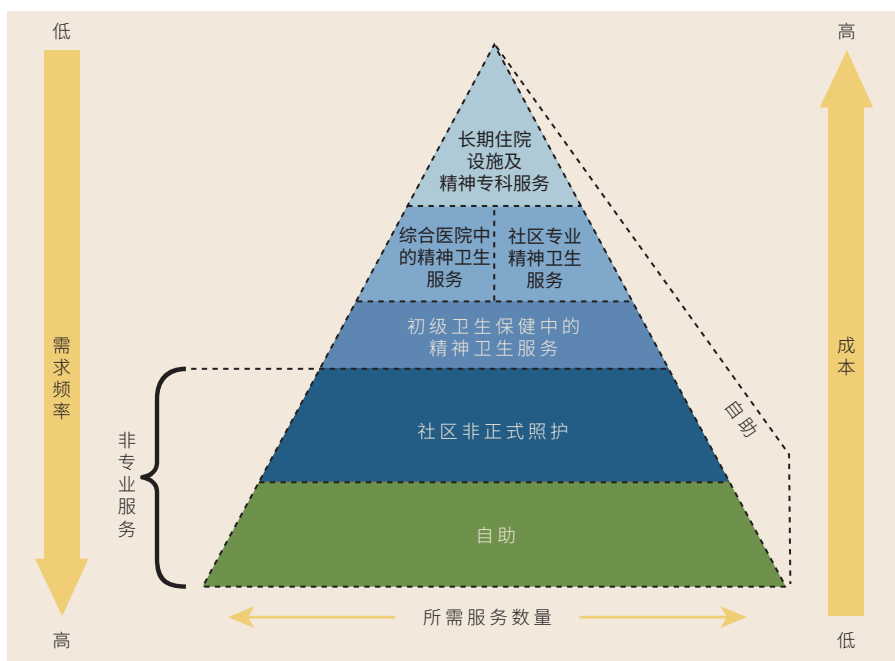 低
高
长期住院
设施及
精神专科服务
综合医院中
的精神卫生
服务
社区专业
精神卫生
服务
初级卫生保健中的
精神卫生服务
需求频率
成本
自助
社区非正式照护
非专业服务
自助
所需服务数量
高
低